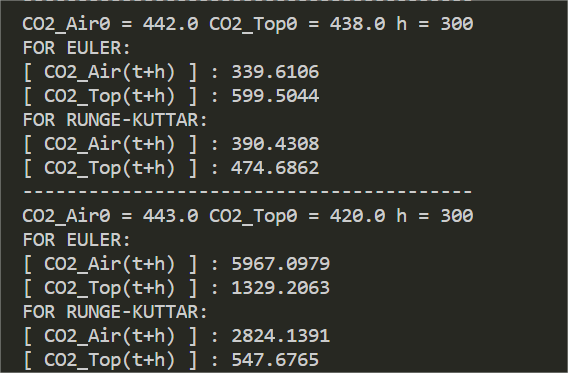 ------------------------------------------
CO2_Air0 = 442.0 CO2_Top0 = 438.0 h = 300
FOR EULER:
[ CO2_Air(t+h) ] : 339.6106
[ CO2_Top(t+h) ] : 599.5044
FOR RUNGE-KUTTAR:
[ CO2_Air(t+h) ] : 390.4308
[ CO2_Top(t+h) ] : 474.6862
------------------------------------------
CO2_Air0 = 443.0 CO2_Top0 = 420.0 h = 300
FOR EULER:
[ CO2_Air(t+h) ] : 5967.0979
[ CO2_Top(t+h) ] : 1329.2063
FOR RUNGE-KUTTAR:
[ CO2_Air(t+h) ] : 2824.1391
[ CO2_Top(t+h) ] : 547.6765